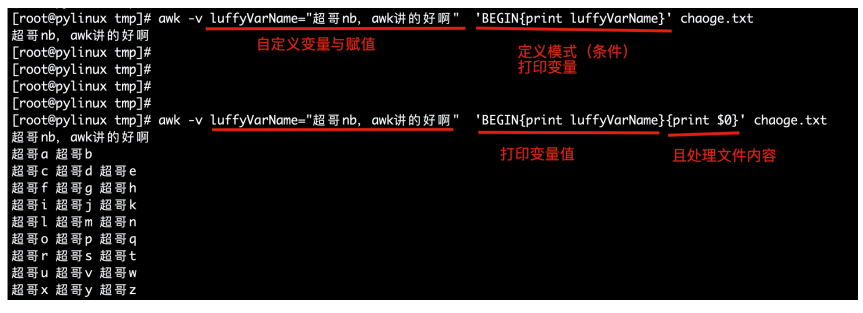 [root@pylinux tmp]# awk -v luffyVarName="超哥nb, awk讲的好啊"  'BEGIN{print luffyVarName}' chaoge.txt
超哥nb, awk讲的好啊
自定义变量与赋值
定义模式（条件）
打印变量
[root@pylinux tmp]#
[root@pylinux tmp]#
[root@pylinux tmp]#
[root@pylinux tmp]#
[root@pylinux tmp]# awk -v luffyVarName="超哥nb, awk讲的好啊"  'BEGIN{print luffyVarName}{print $0}' chaoge.txt
超哥nb, awk讲的好啊
打印变量值
且处理文件内容
超哥a 超哥b
超哥c 超哥d 超哥e
超哥f 超哥g 超哥h
超哥i 超哥j 超哥k
超哥l 超哥m 超哥n
超哥o 超哥p 超哥q
超哥r 超哥s 超哥t
超哥u 超哥v 超哥w
超哥x 超哥y 超哥z